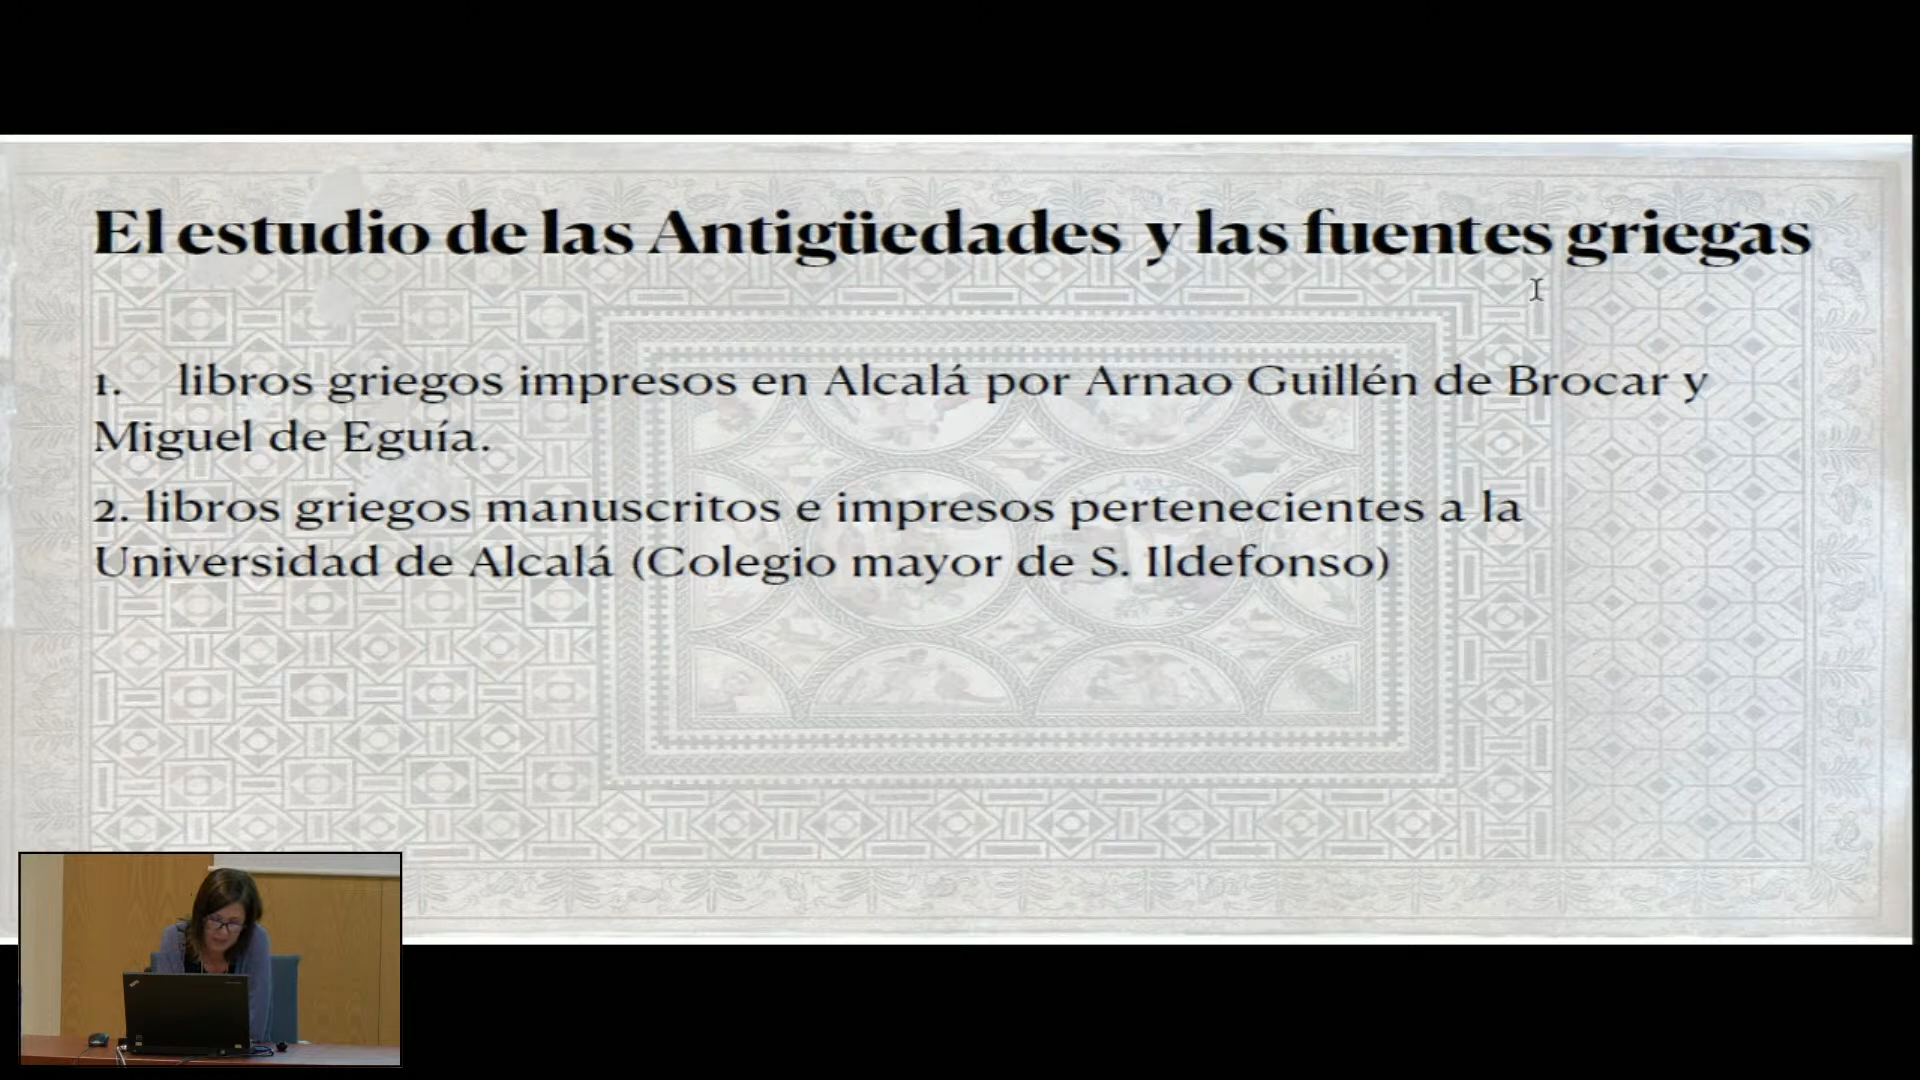 El estudio de las Antigüedades y las fuentes griegas
1. libros griegos impresos en Alcalá por Arnao Guillén de Brocar y
Miguel de Eguía.
2. libros griegos manuscritos e impresos pertenecientes a la
Universidad de Alcalá (Colegio mayor de S. Ildefonso)